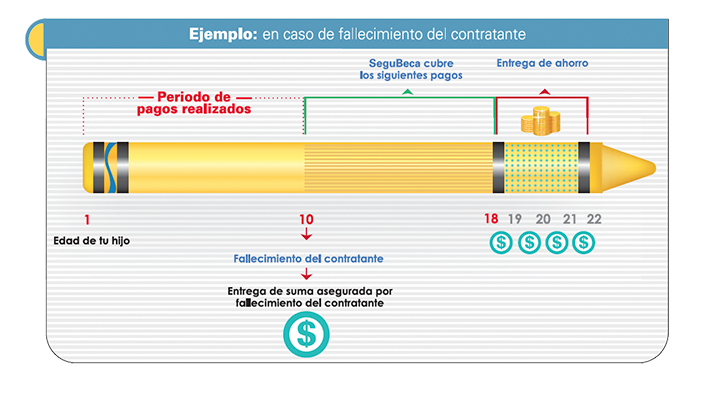 Ejemplo: en caso de fallecimiento del contratante
SeguBeca cubre
los siguientes pagos
Entrega de ahorro
Periodo de
pagos realizados
1
10
18 19 20 21 22
Edad de tu hijo
$ $ $ $
Fallecimiento del contratante
Entrega de suma asegurada por
fallecimiento del contratante
$